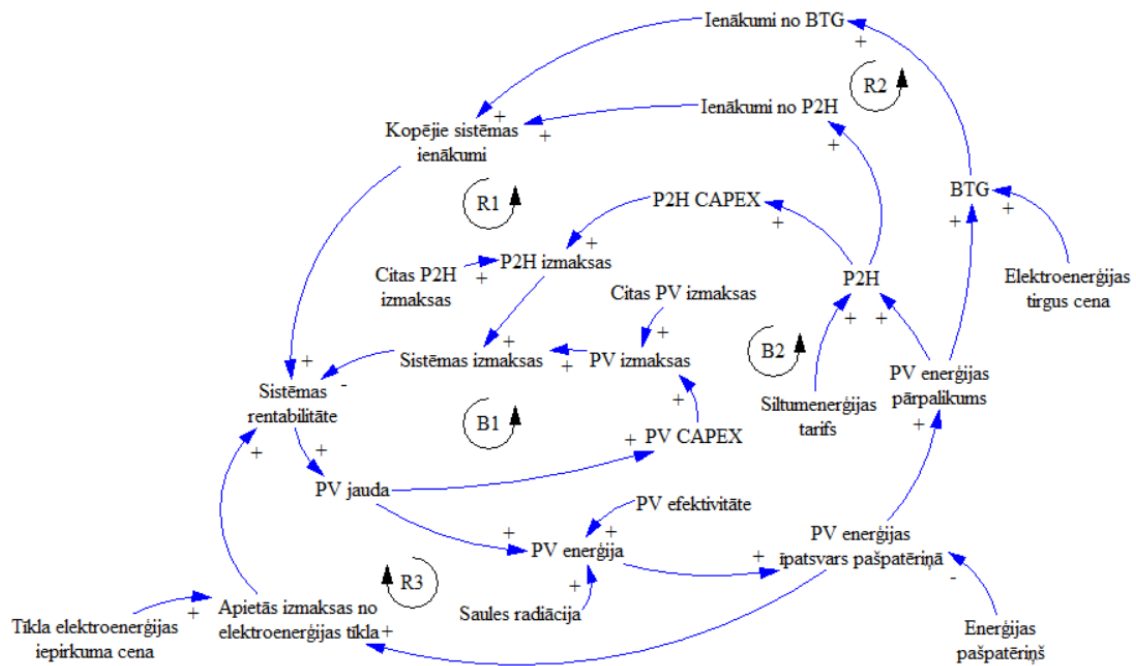 Ienākumi no BTG
R2
Ienākumi no P2H
Kopējie sistēmas
ienākumi
R1
P2H CAPEX
BTG
Citas P2H
izmaksas
P2H izmaksas
P2H
Elektroenerģijas
tirgus cena
Citas PV izmaksas
Sistēmas izmaksas
PV izmaksas
B2
Sistēmas
rentabilitāte
Siltumenerģijas
tarifs
PV enerģijas
pārpalikums
B1
PV CAPEX
PV jauda
PV efektivitāte
PV enerģija
PV enerģijas
īpatsvars pašpatēriņā
R3
Saules radiācija
Tīkla elektroenerģijas
iepirkuma cena
Apietās izmaksas no
elektroenerģijas tīkla
Enerģijas
pašpatēriņš